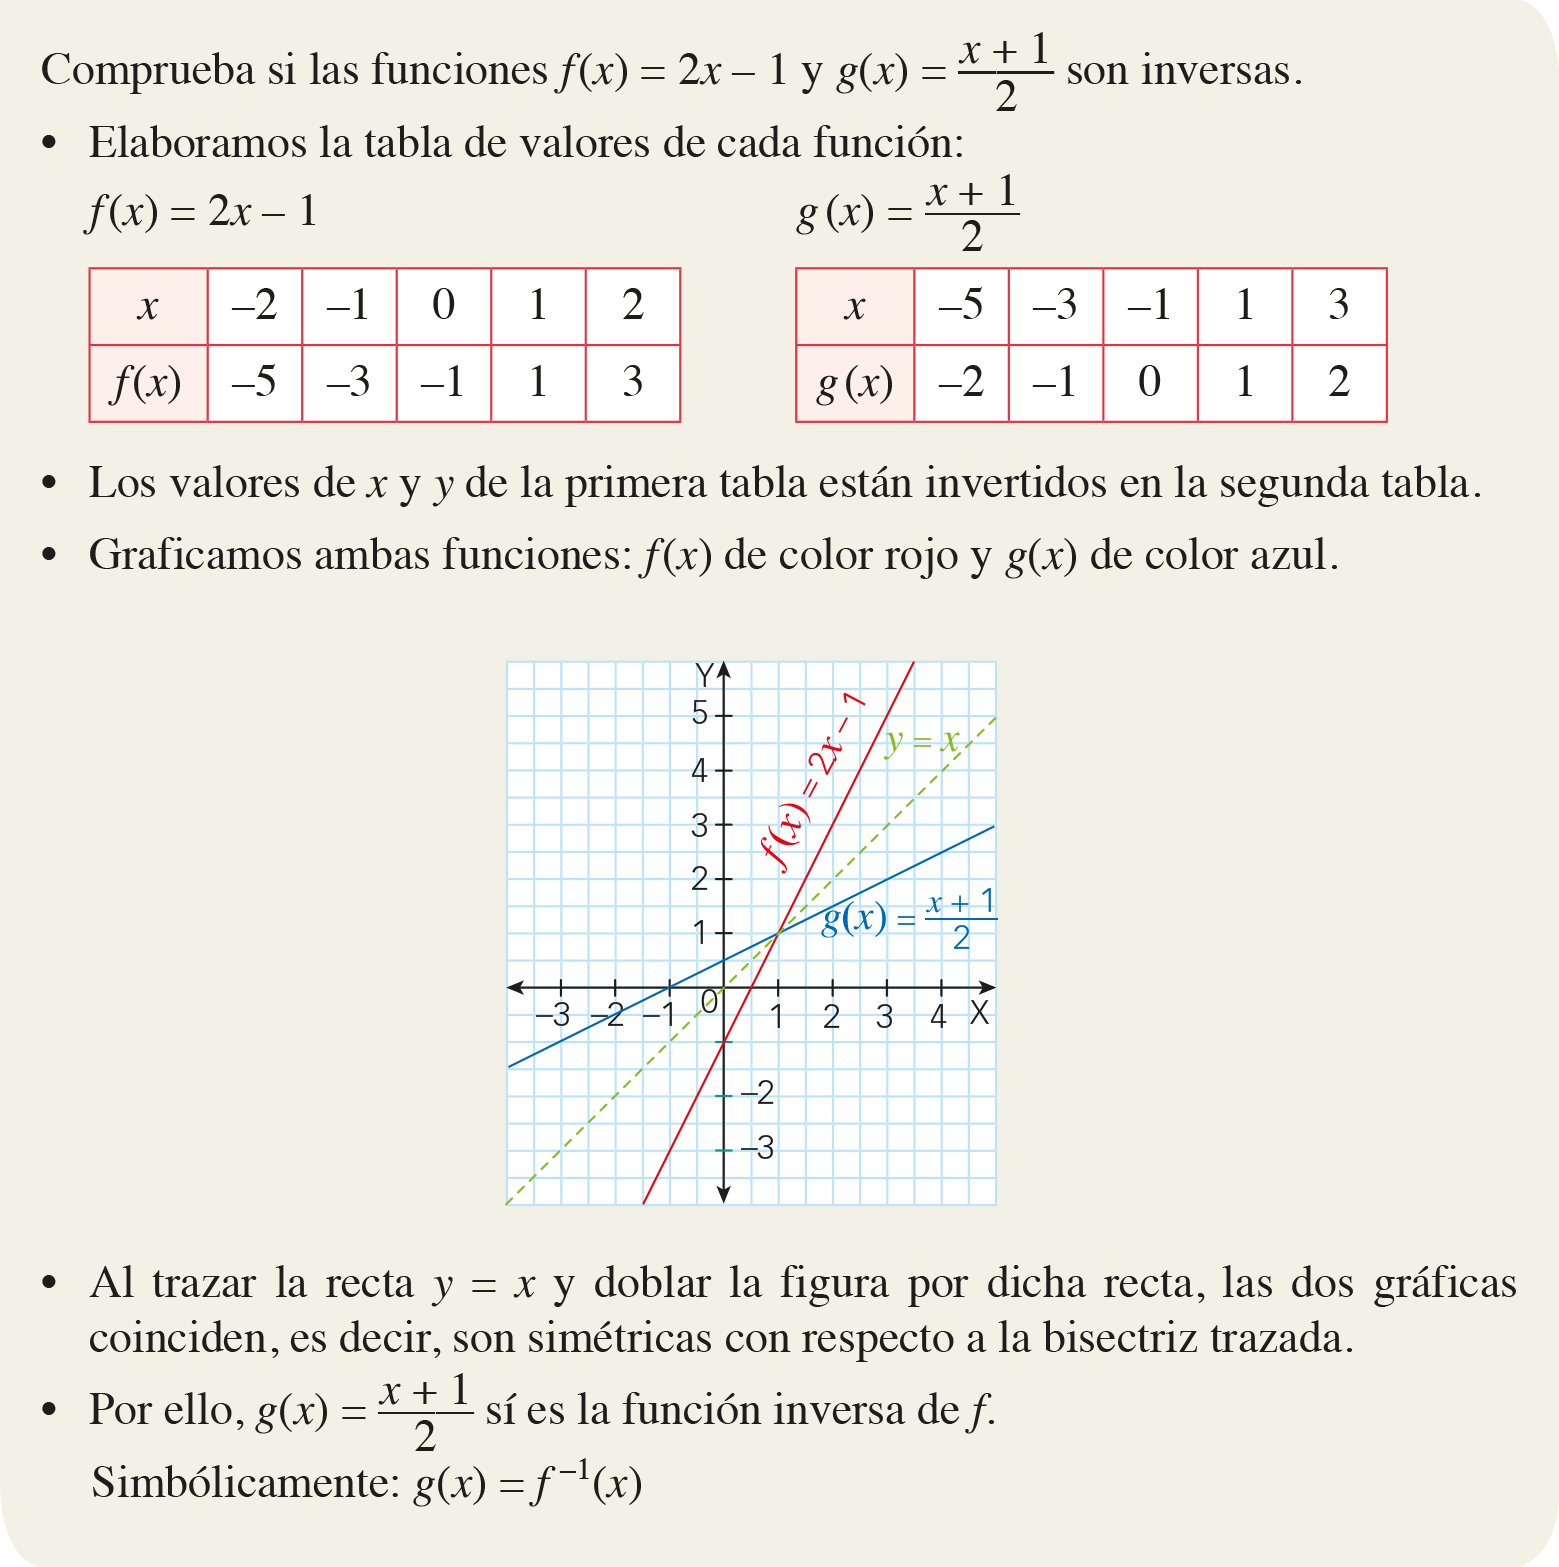 Comprueba si las funciones f(x) = 2x – 1 y g(x) = (x + 1)/2 son inversas.
• Elaboramos la tabla de valores de cada función:
f(x) = 2x – 1    g(x) = (x + 1)/2
x –2 –1 0 1 2    x –5 –3 –1 1 3
f(x) –5 –3 –1 1 3    g(x) –2 –1 0 1 2
• Los valores de x y y de la primera tabla están invertidos en la segunda tabla.
• Graficamos ambas funciones: f(x) de color rojo y g(x) de color azul.
Y
5
4
3
2
1
f(x) = 2x – 1
y = x
g(x) = (x + 1)/2
–3 –2 –1 0 1 2 3 4 X
–2
–3
• Al trazar la recta y = x y doblar la figura por dicha recta, las dos gráficas
coinciden, es decir, son simétricas con respecto a la bisectriz trazada.
• Por ello, g(x) = (x + 1)/2 sí es la función inversa de f.
Simbólicamente: g(x) = f⁻¹(x)